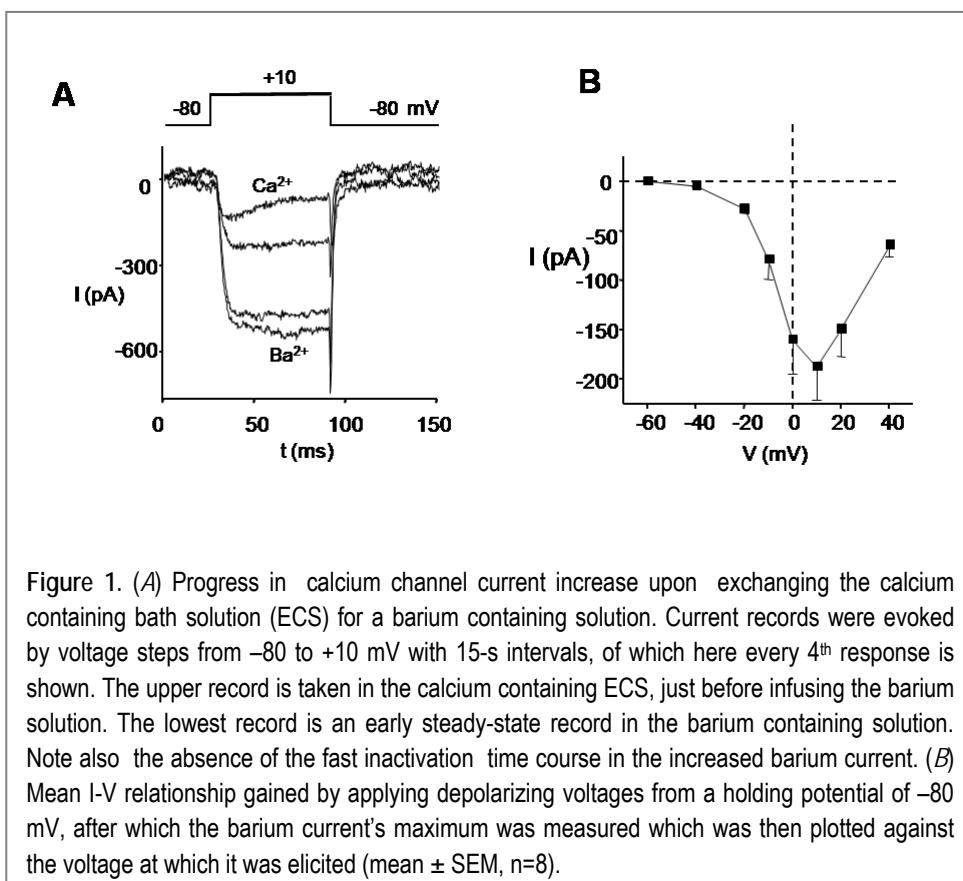 A
+10
-80
-80 mV
0
Ca²⁺
-300
I (pA)
-600
Ba²⁺
0 50 100 150
t (ms)
B
0
-50
I (pA)
-100
-150
-200
-60 -40 -20 0 20 40
V (mV)
Figure 1. (A) Progress in calcium channel current increase upon exchanging the calcium
containing bath solution (ECS) for a barium containing solution. Current records were evoked
by voltage steps from –80 to +10 mV with 15-s intervals, of which here every 4th response is
shown. The upper record is taken in the calcium containing ECS, just before infusing the barium
solution. The lowest record is an early steady-state record in the barium containing solution.
Note also the absence of the fast inactivation time course in the increased barium current. (B)
Mean I-V relationship gained by applying depolarizing voltages from a holding potential of –80
mV, after which the barium current's maximum was measured which was then plotted against
the voltage at which it was elicited (mean ± SEM, n=8).